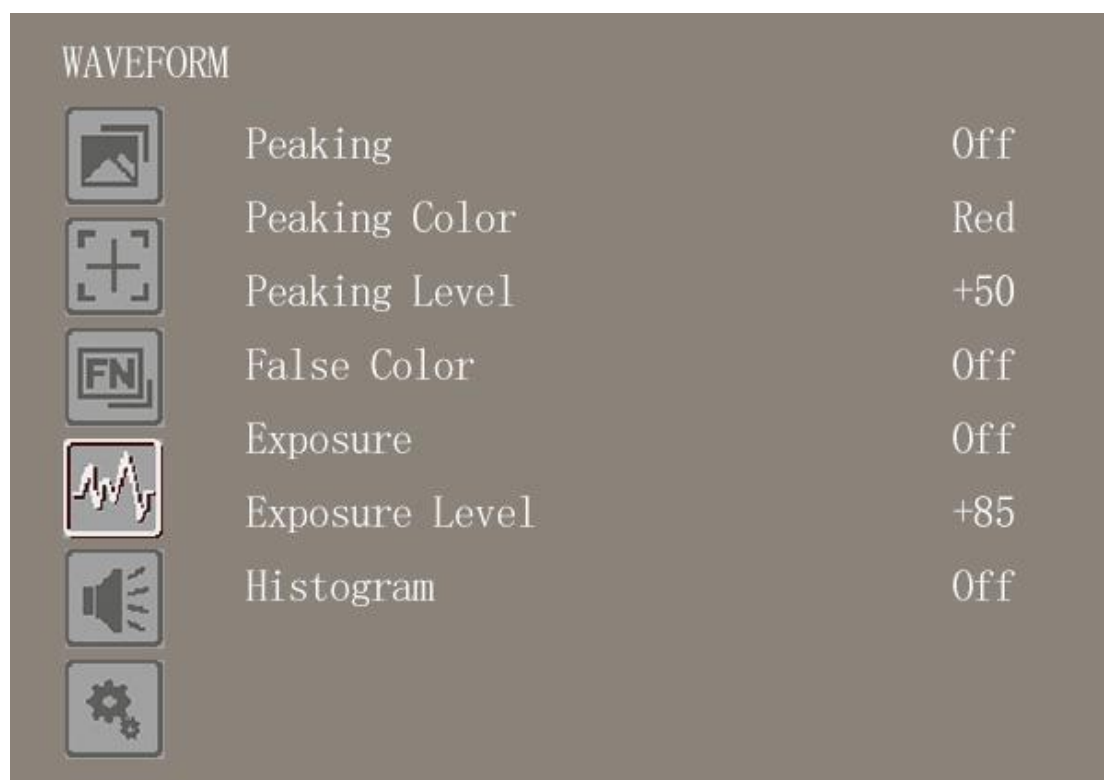 WAVEFORM
Peaking Off
Peaking Color Red
Peaking Level +50
FN
False Color Off
Exposure Off
Exposure Level +85
Histogram Off